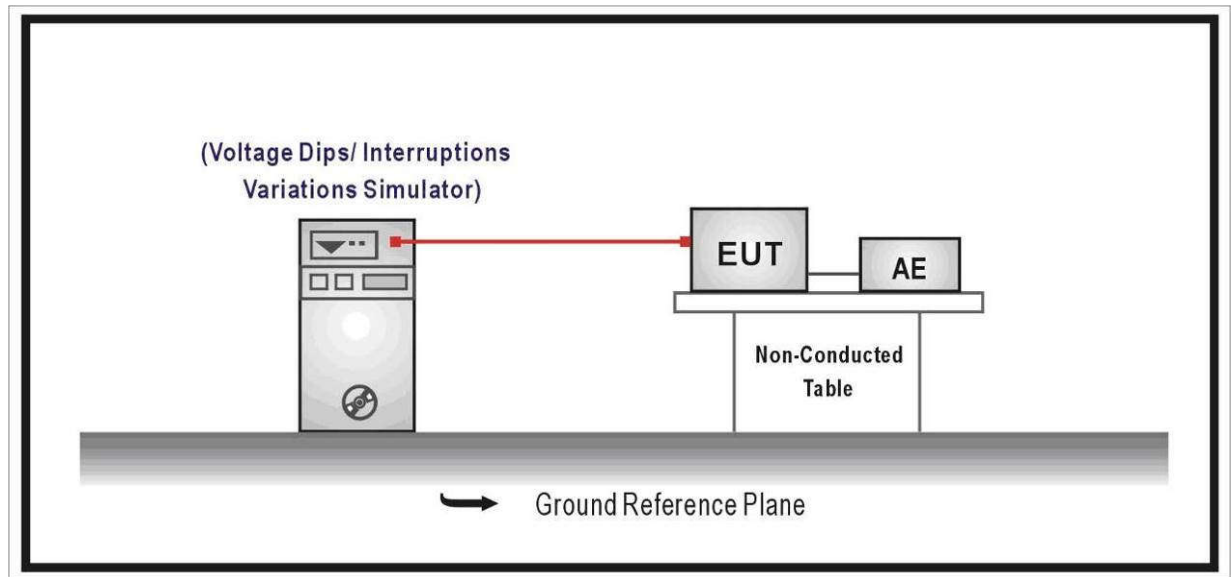 (Voltage Dips/ Interruptions
Variations Simulator)
EUT
AE
Non-Conducted
Table
Ground Reference Plane